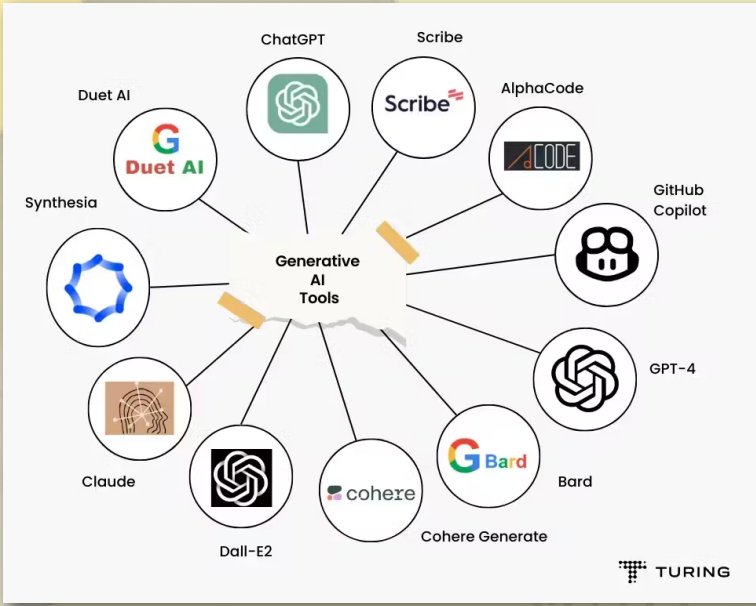 ChatGPT
Scribe
Scribe
Duet AI
G
Duet AI
AlphaCode
ACODE
Synthesia
GitHub
Copilot
Generative
AI
Tools
GPT-4
Claude
G Bard
Bard
cohere
Cohere Generate
Dall-E2
TURING